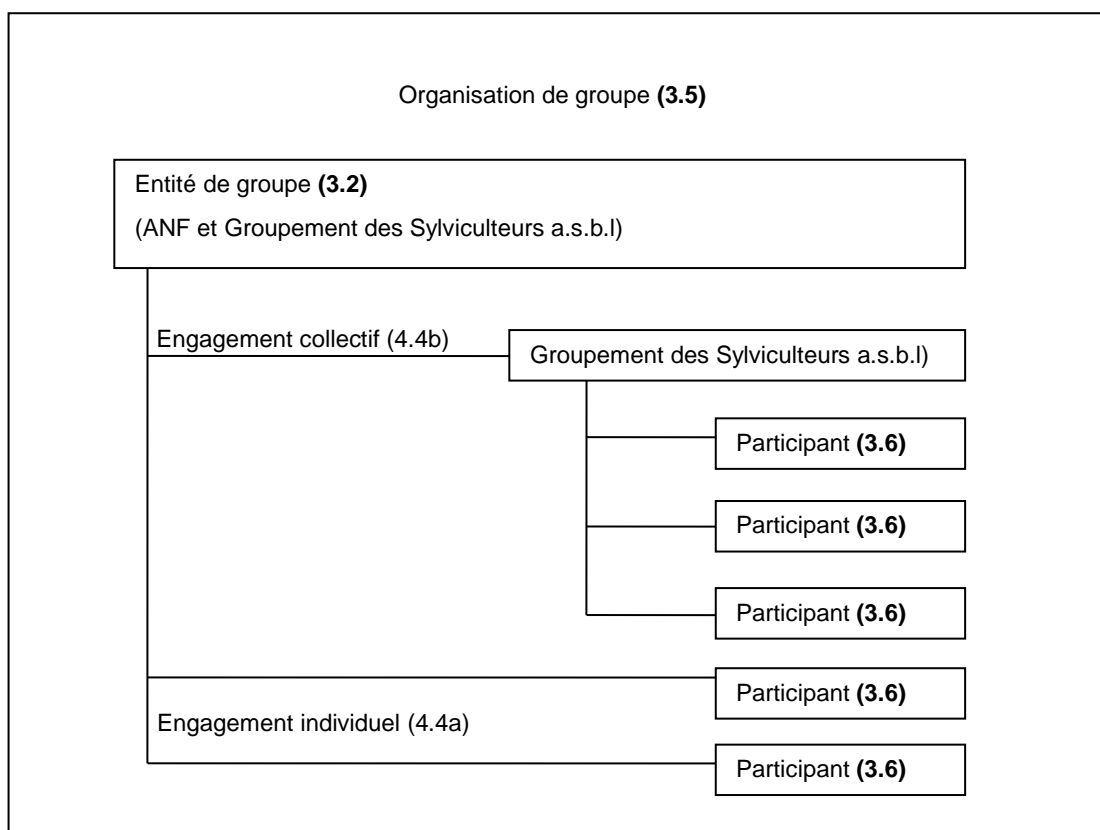 Organisation de groupe (3.5)
Entité de groupe (3.2)
(ANF et Groupement des Sylviculteurs a.s.b.l)
Engagement collectif (4.4b)
Groupement des Sylviculteurs a.s.b.l)
Participant (3.6)
Participant (3.6)
Participant (3.6)
Participant (3.6)
Engagement individuel (4.4a)
Participant (3.6)